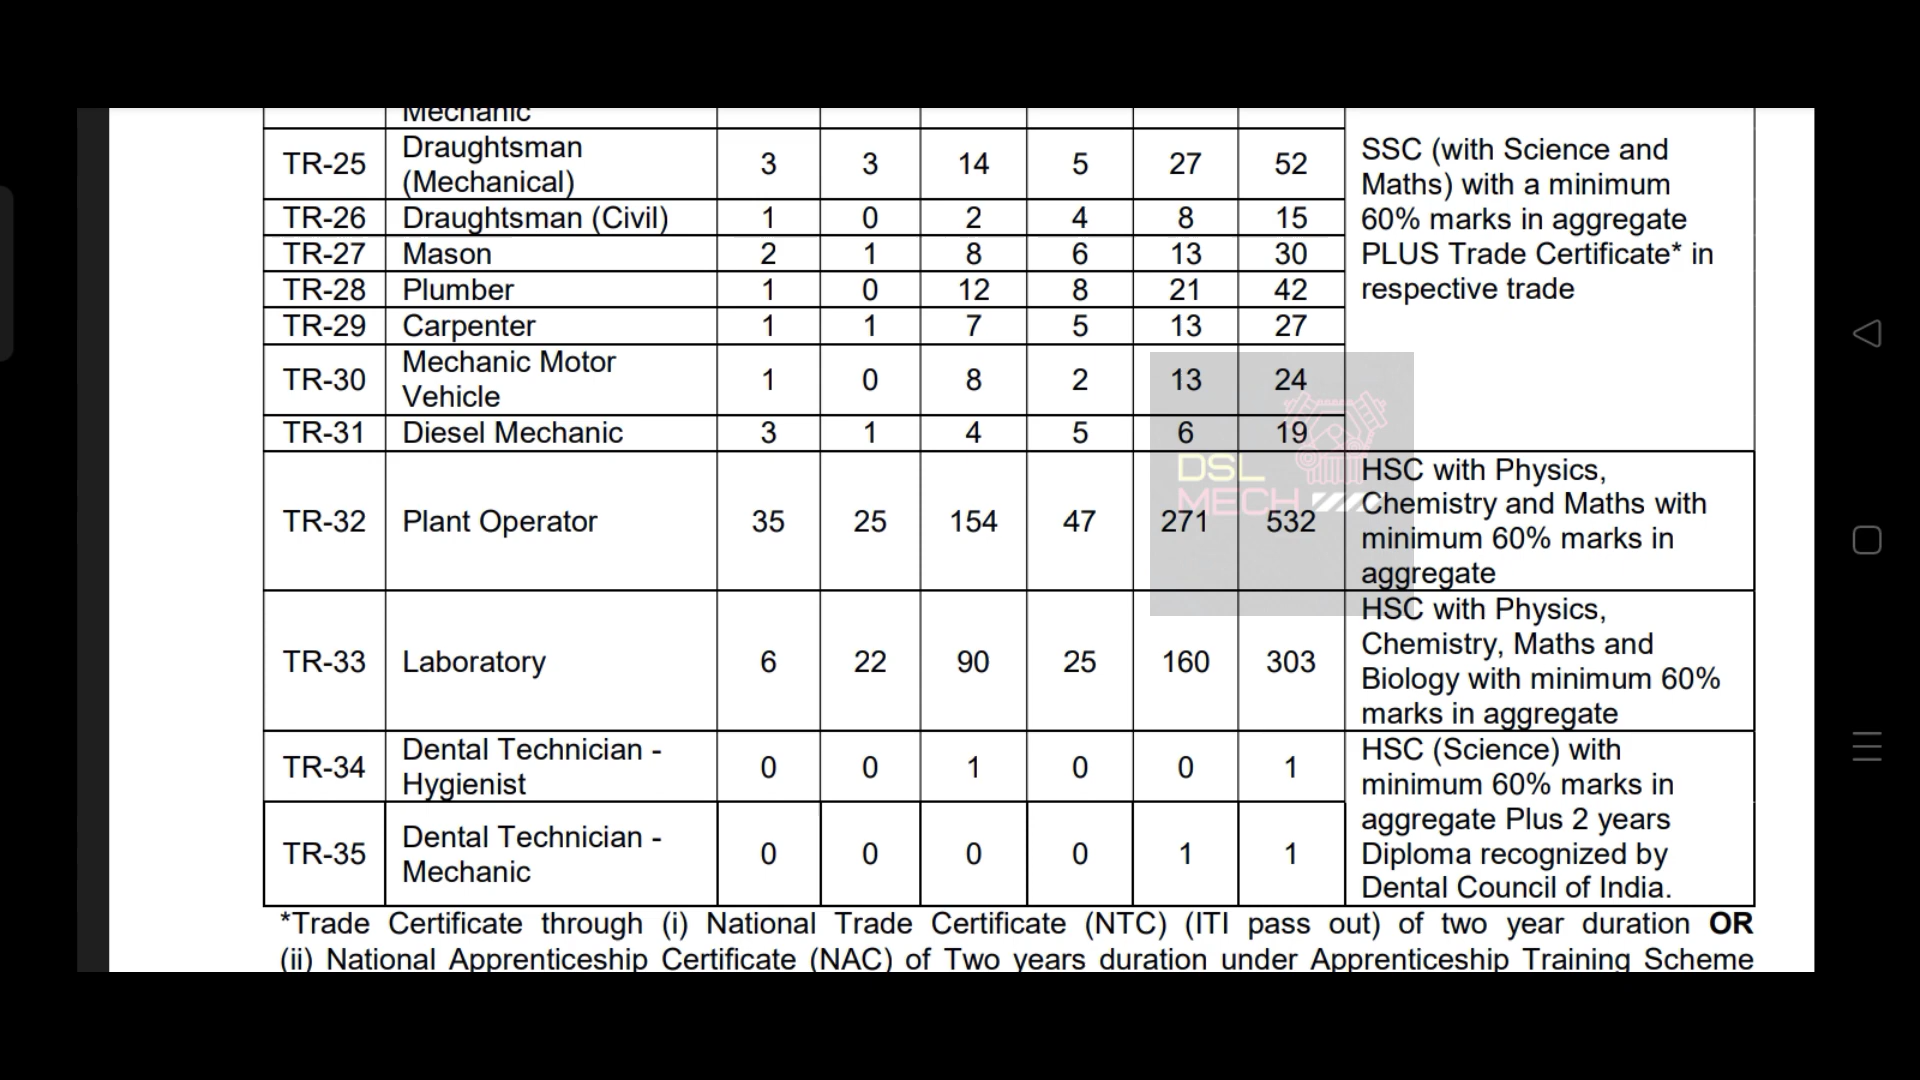 Mechanic
TR-25 Draughtsman (Mechanical) 3 3 14 5 27 52
SSC (with Science and
Maths) with a minimum
60% marks in aggregate
PLUS Trade Certificate* in
respective trade
TR-26 Draughtsman (Civil) 1 0 2 4 8 15
TR-27 Mason 2 1 8 6 13 30
TR-28 Plumber 1 0 12 8 21 42
TR-29 Carpenter 1 1 7 5 13 27
TR-30 Mechanic Motor Vehicle 1 0 8 2 13 24
TR-31 Diesel Mechanic 3 1 4 5 6 19
DSL
MECH
TR-32 Plant Operator 35 25 154 47 271 532
HSC with Physics,
Chemistry and Maths with
minimum 60% marks in
aggregate
TR-33 Laboratory 6 22 90 25 160 303
HSC with Physics,
Chemistry, Maths and
Biology with minimum 60%
marks in aggregate
TR-34 Dental Technician - Hygienist 0 0 1 0 0 1
TR-35 Dental Technician - Mechanic 0 0 0 0 1 1
HSC (Science) with
minimum 60% marks in
aggregate Plus 2 years
Diploma recognized by
Dental Council of India.
*Trade Certificate through (i) National Trade Certificate (NTC) (ITI pass out) of two year duration OR
(ii) National Apprenticeship Certificate (NAC) of Two years duration under Apprenticeship Training Scheme